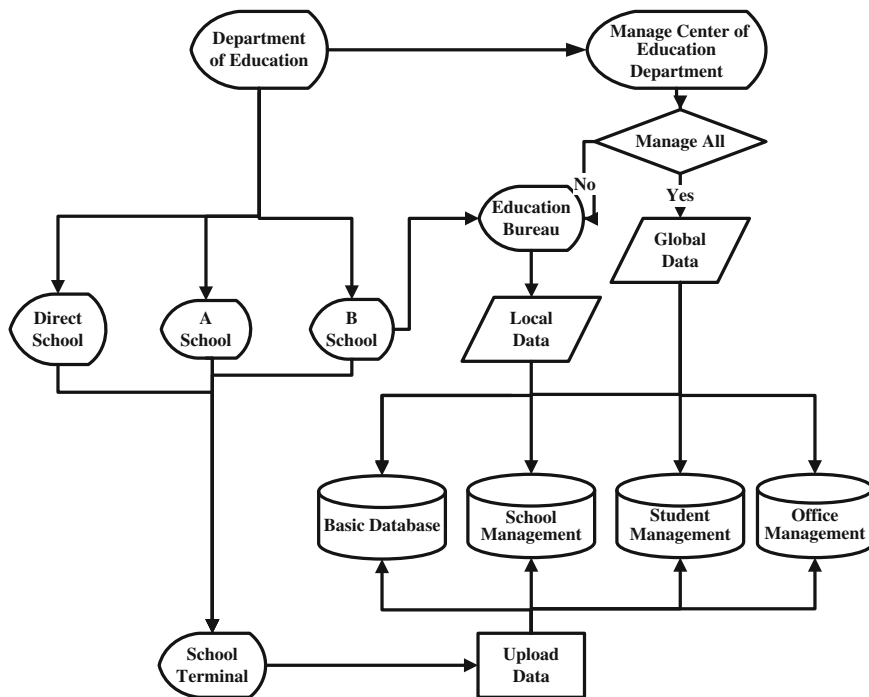 Department
of Education
Manage Center of
Education
Department
Manage All
No
Yes
Education
Bureau
Global
Data
Direct
School
A
School
B
School
Local
Data
Basic Database
School
Management
Student
Management
Office
Management
School
Terminal
Upload
Data